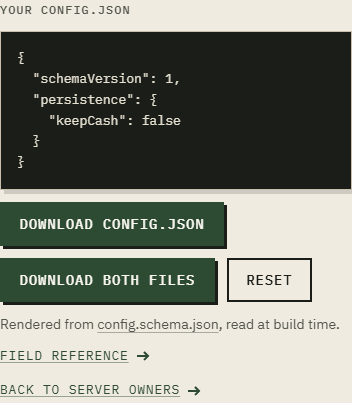 YOUR CONFIG.JSON
{
"schemaVersion": 1,
"persistence": {
"keepCash": false
}
}
DOWNLOAD CONFIG.JSON
DOWNLOAD BOTH FILES
RESET
Rendered from config.schema.json, read at build time.
FIELD REFERENCE →
BACK TO SERVER OWNERS →